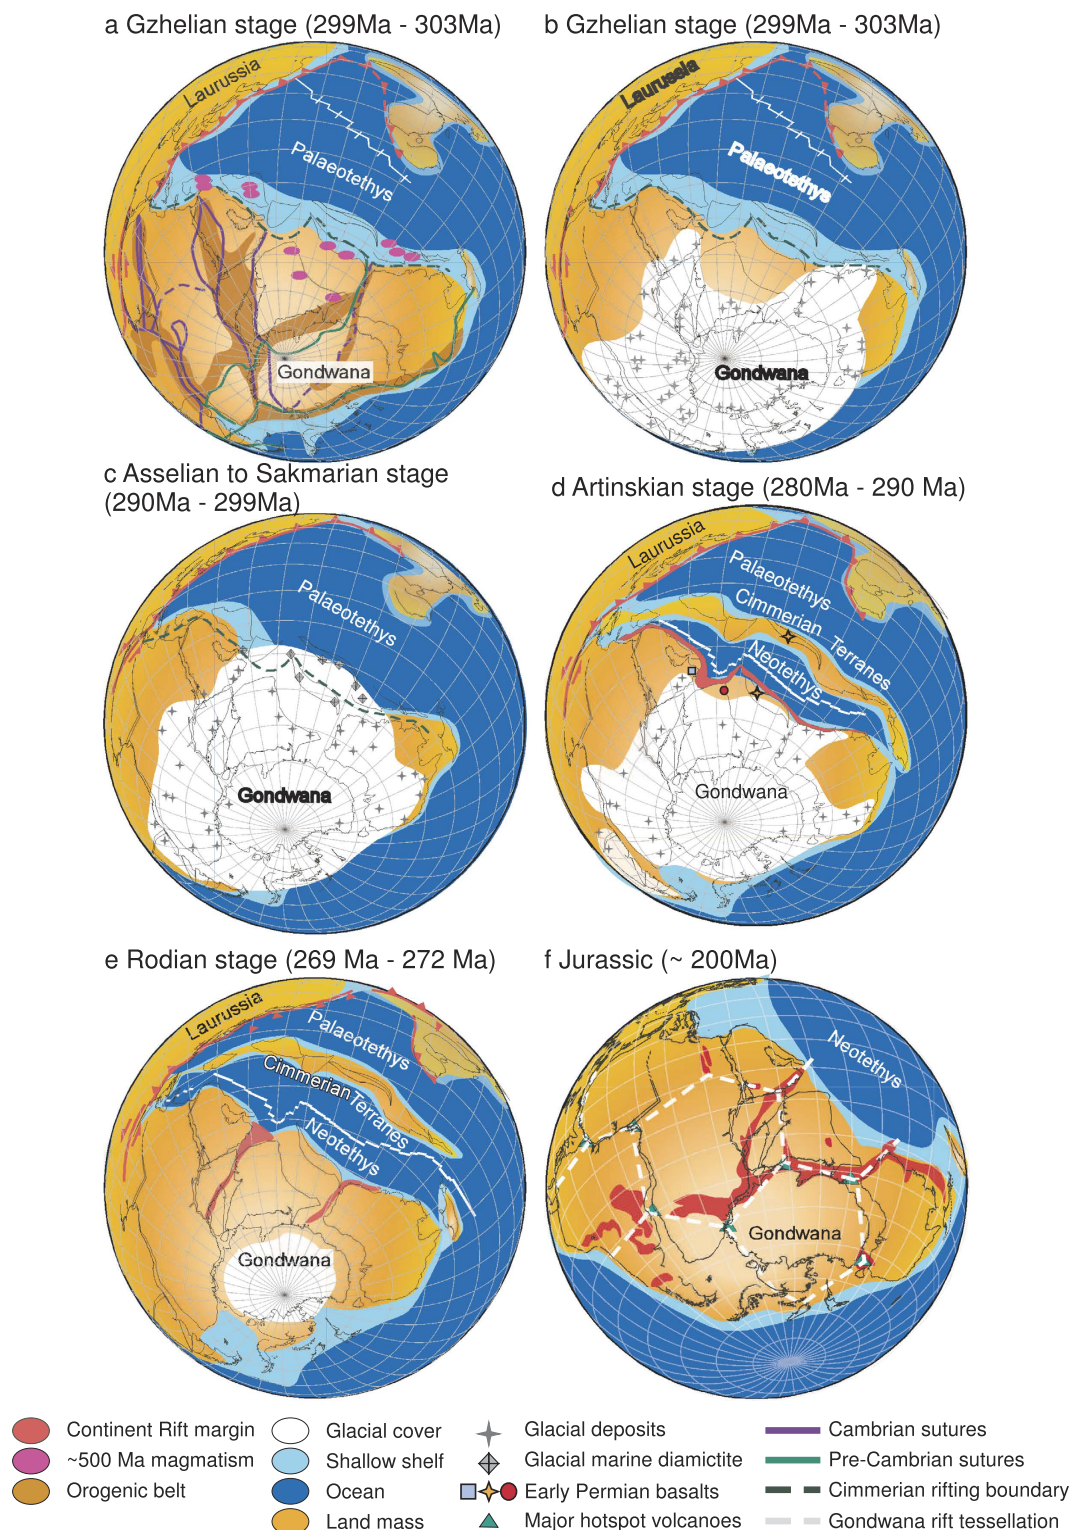 a Gzhelian stage (299Ma - 303Ma)
Laurussia
Palaeotethys
Gondwana
b Gzhelian stage (299Ma - 303Ma)
Laurussia
Palaeotethys
Gondwana
c Asselian to Sakmarian stage
(290Ma - 299Ma)
Palaeotethys
Gondwana
d Artinskian stage (280Ma - 290 Ma)
Laurussia
Palaeotethys
Cimmerian Terranes
Neotethys
Gondwana
e Rodian stage (269 Ma - 272 Ma)
Laurussia
Palaeotethys
Cimmerian Terranes
Neotethys
Gondwana
f Jurassic (~ 200Ma)
Neotethys
Gondwana
Continent Rift margin
~500 Ma magmatism
Orogenic belt
Glacial cover
Shallow shelf
Ocean
Land mass
Glacial deposits
Glacial marine diamictite
Early Permian basalts
Major hotspot volcanoes
Cambrian sutures
Pre-Cambrian sutures
Cimmerian rifting boundary
Gondwana rift tessellation